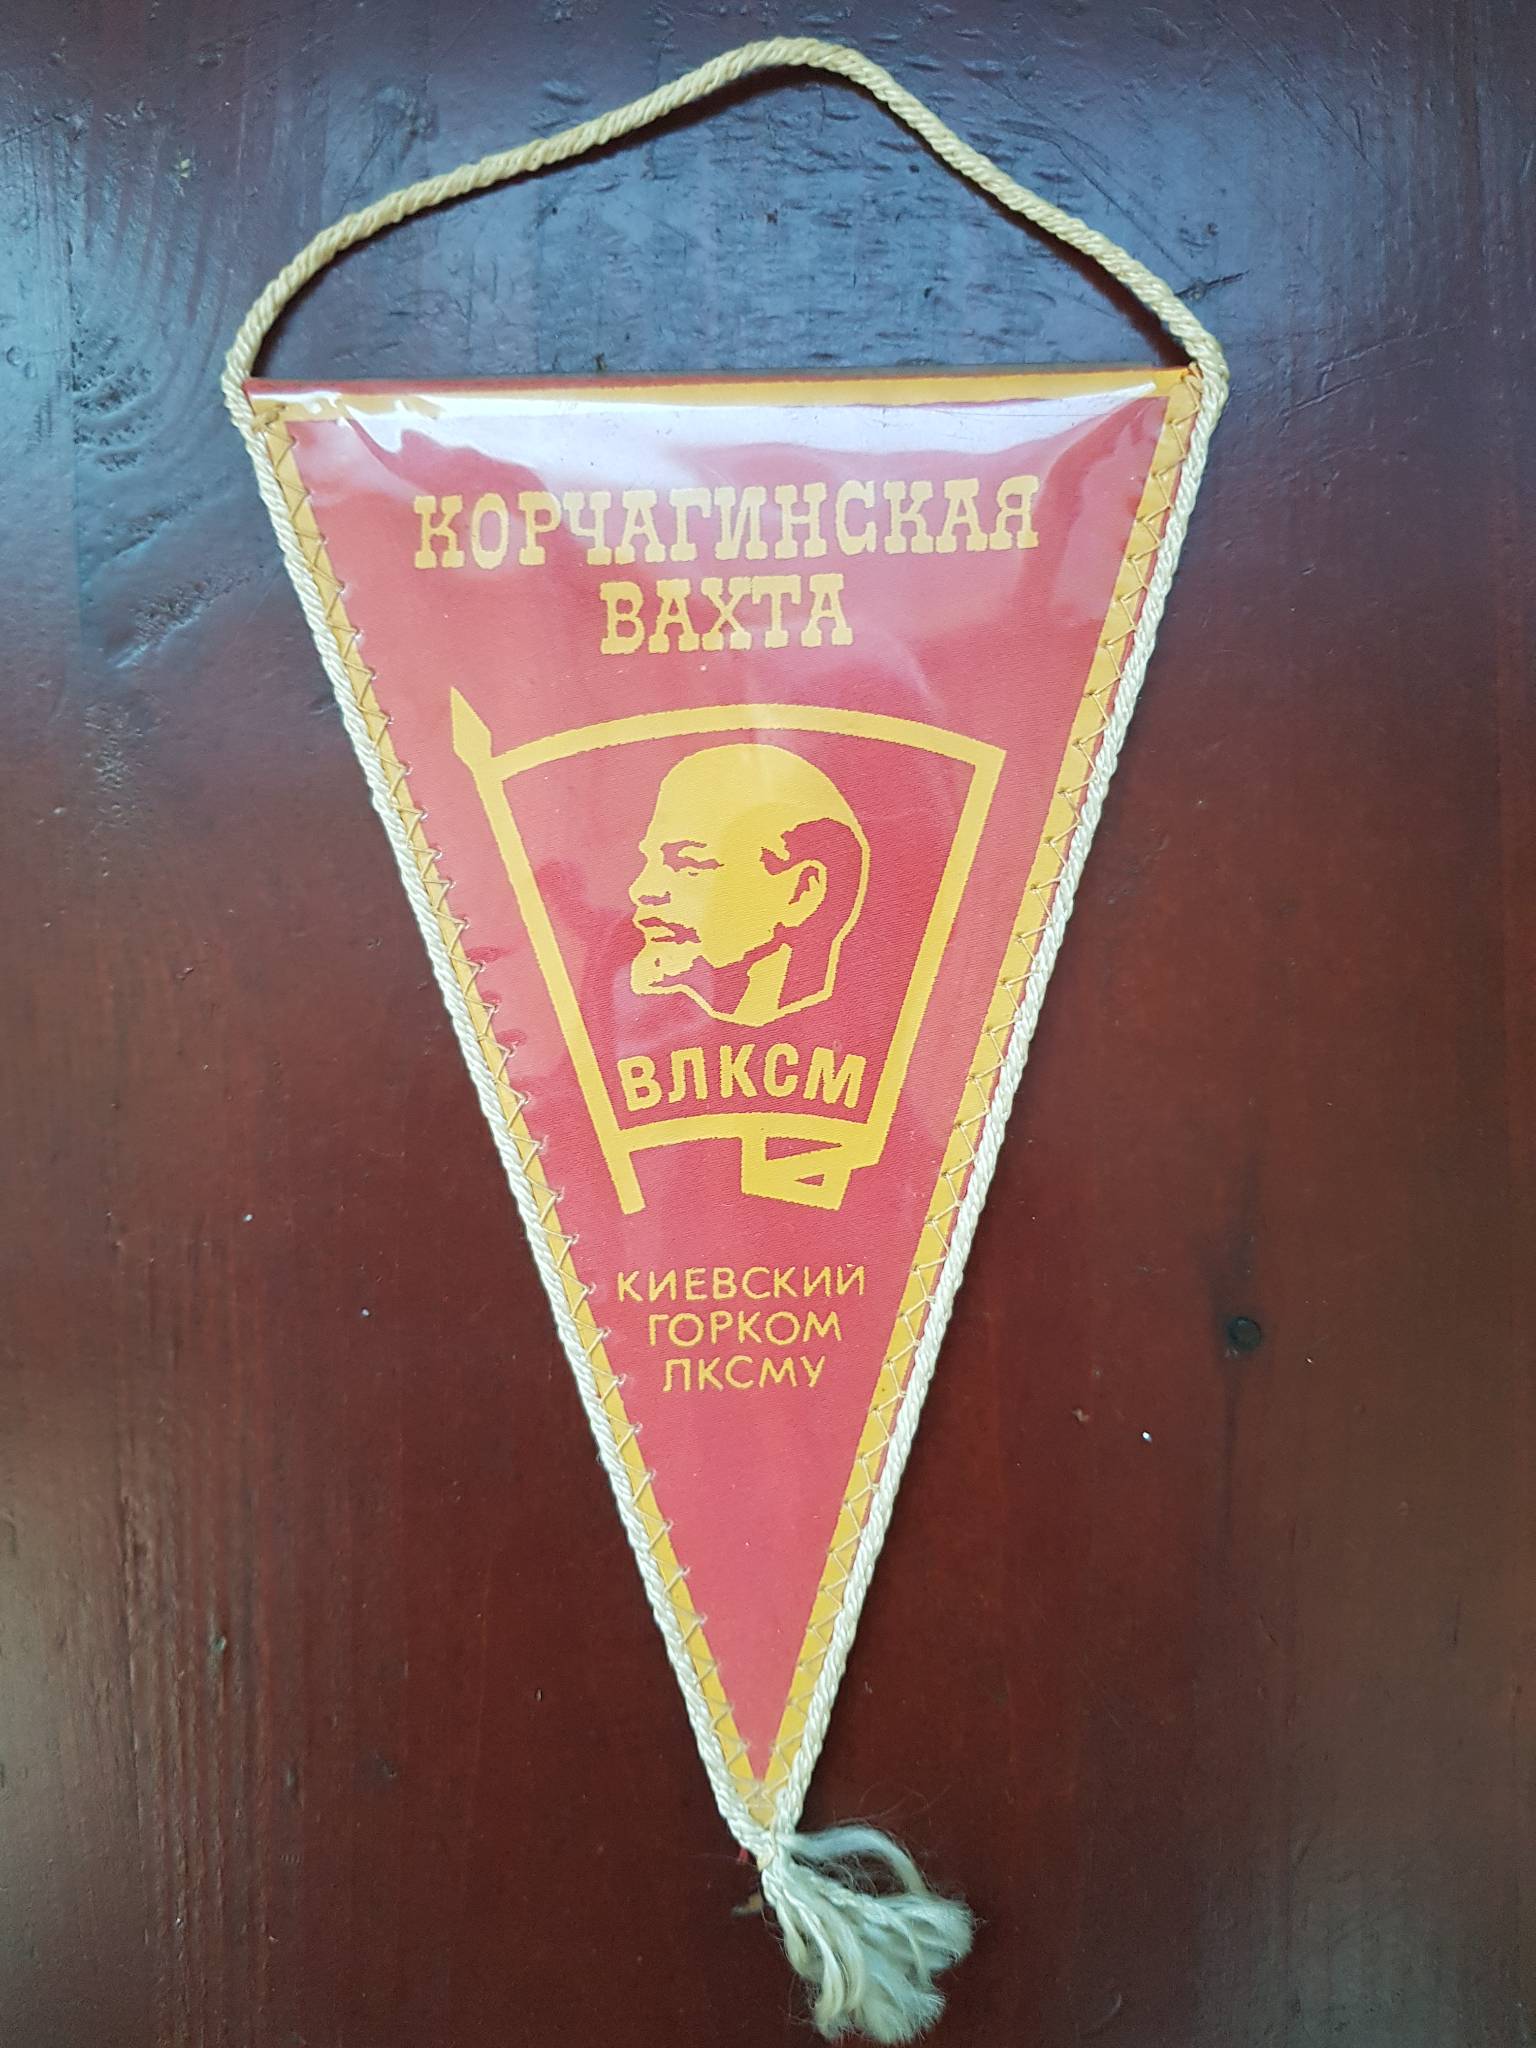 КОРЧАГИНСКАЯ
ВАХТА
ВЛКСМ
КИЕВСКИЙ
ГОРКОМ
ЛКСМУ